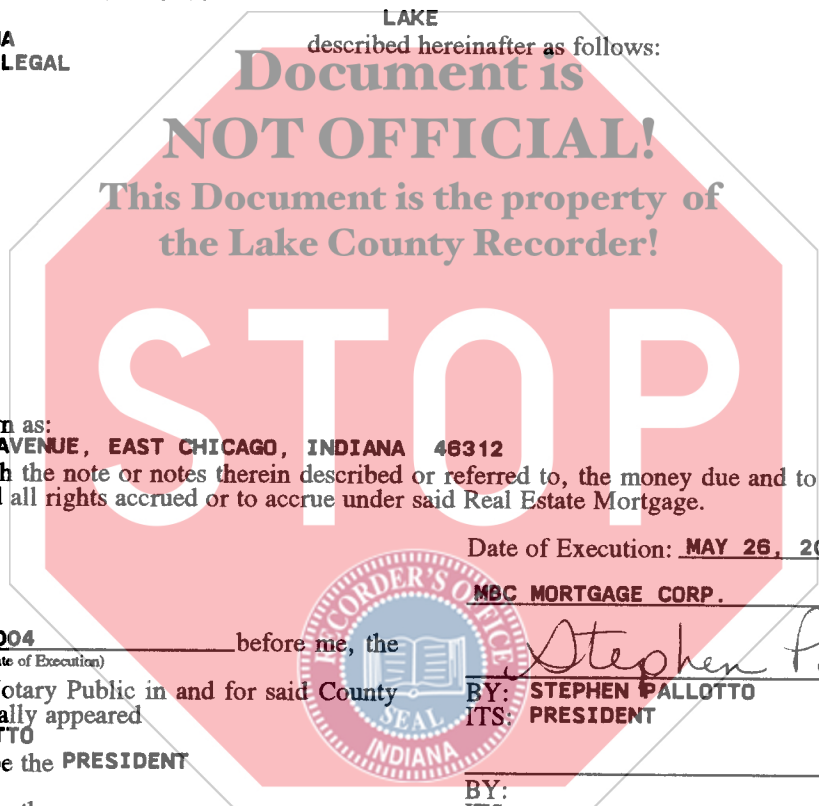 LAKE
described hereinafter as follows:
LEGAL
Document is
NOT OFFICIAL!
This Document is the property of
the Lake County Recorder!
STOP
as:
AVENUE, EAST CHICAGO, INDIANA 46312
the note or notes therein described or referred to, the money due and to
all rights accrued or to accrue under said Real Estate Mortgage.
Date of Execution: MAY 26,
MBC MORTGAGE CORP.
before me, the
Stephen P
of Execution)
otary Public in and for said County
ally appeared
BY: STEPHEN PALLOTTO
ITS: PRESIDENT
TTO
e the PRESIDENT
BY:
RECORDER'S OFFICE
SEAL
INDIANA